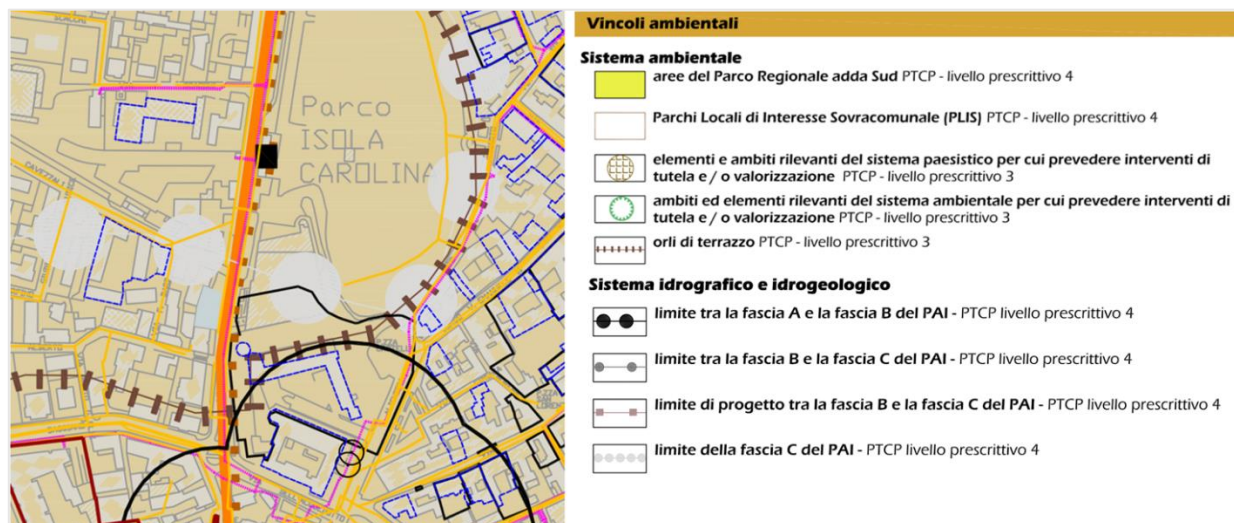 Parco
ISOLA
CAROLINA
CAVEZZALI
Vincoli ambientali
Sistema ambientale
aree del Parco Regionale adda Sud PTCP - livello prescrittivo 4
Parchi Locali di Interesse Sovracomunale (PLIS) PTCP - livello prescrittivo 4
elementi e ambiti rilevanti del sistema paesistico per cui prevedere interventi di
tutela e / o valorizzazione PTCP - livello prescrittivo 3
ambiti ed elementi rilevanti del sistema ambientale per cui prevedere interventi di
tutela e / o valorizzazione PTCP - livello prescrittivo 3
orli di terrazzo PTCP - livello prescrittivo 3
Sistema idrografico e idrogeologico
limite tra la fascia A e la fascia B del PAI - PTCP livello prescrittivo 4
limite tra la fascia B e la fascia C del PAI - PTCP livello prescrittivo 4
limite di progetto tra la fascia B e la fascia C del PAI - PTCP livello prescrittivo 4
limite della fascia C del PAI - PTCP livello prescrittivo 4